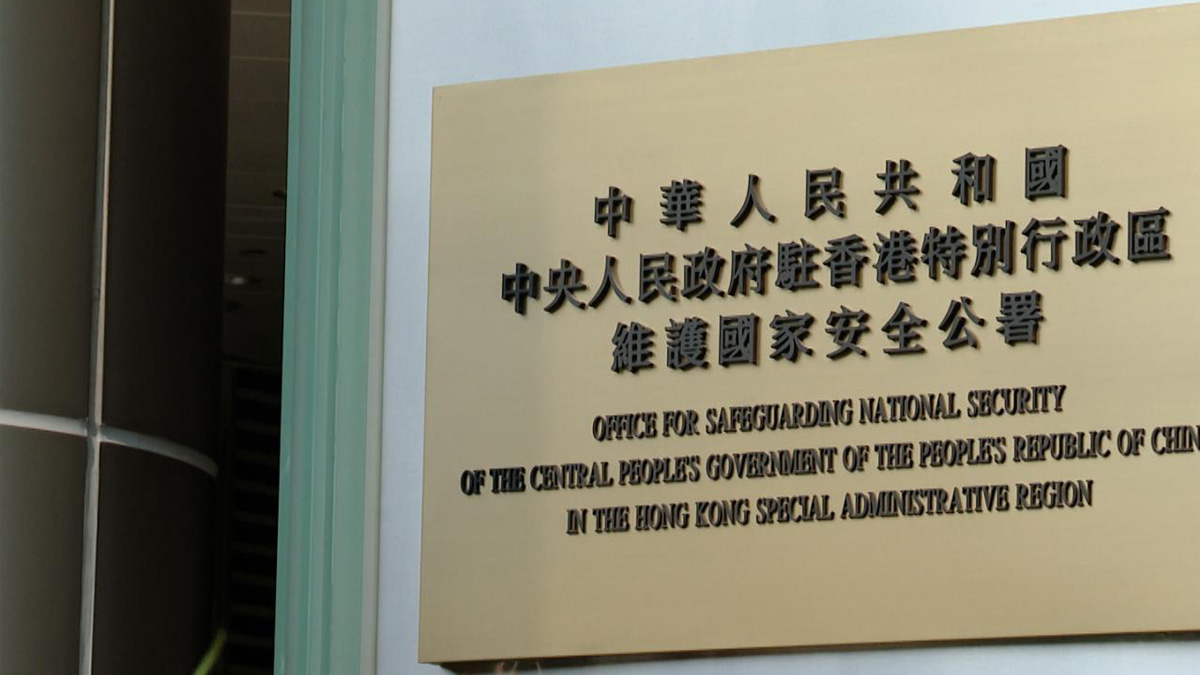 中華人民共和國
中央人民政府駐香港特別行政區
維護國家安全公署
OFFICE FOR SAFEGUARDING NATIONAL SECURITY
OF THE CENTRAL PEOPLE'S GOVERNMENT OF THE PEOPLE'S REPUBLIC OF CHIN
IN THE HONG KONG SPECIAL ADMINISTRATIVE REGION